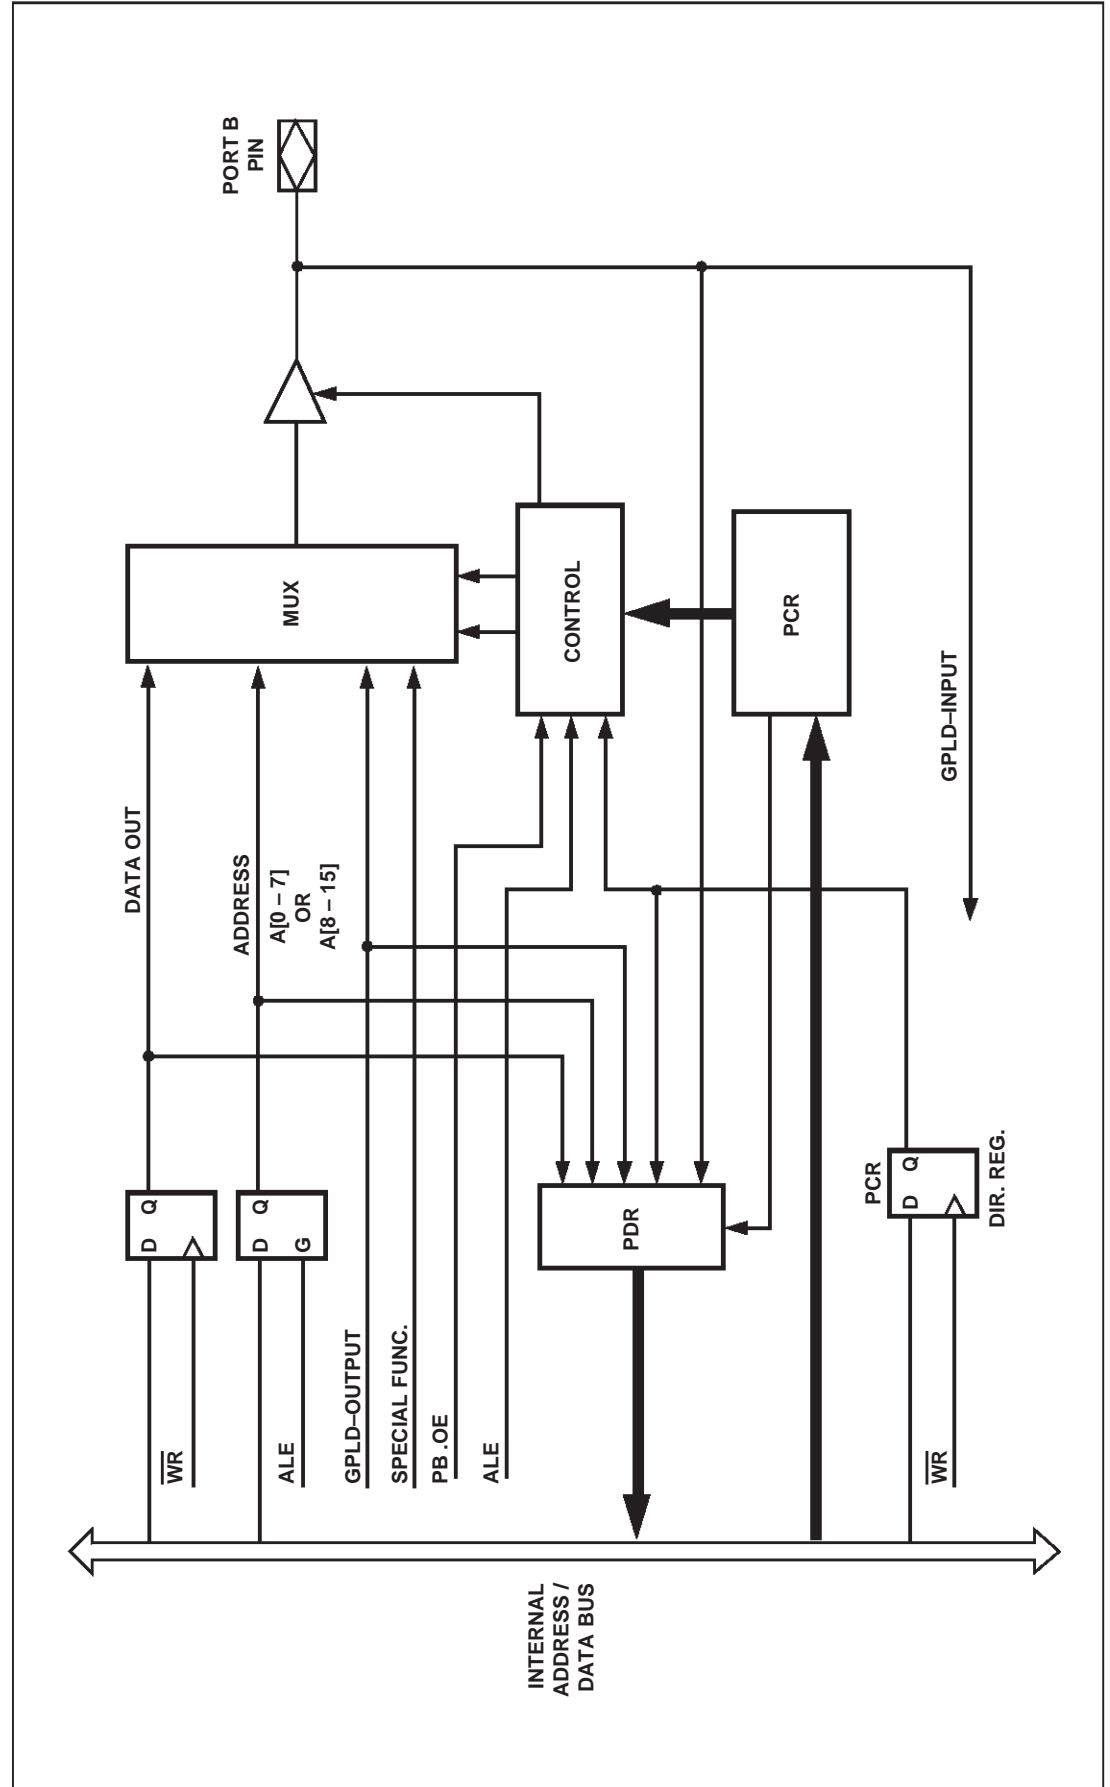 PORT B
PIN
DATA OUT
ADDRESS
A[0 – 7]
OR
A[8 – 15]
MUX
CONTROL
PCR
GPLD–INPUT
D Q
WR
D Q
G
ALE
GPLD–OUTPUT
SPECIAL FUNC.
PB .OE
ALE
PDR
PCR
D Q
DIR. REG.
WR
INTERNAL
ADDRESS /
DATA BUS